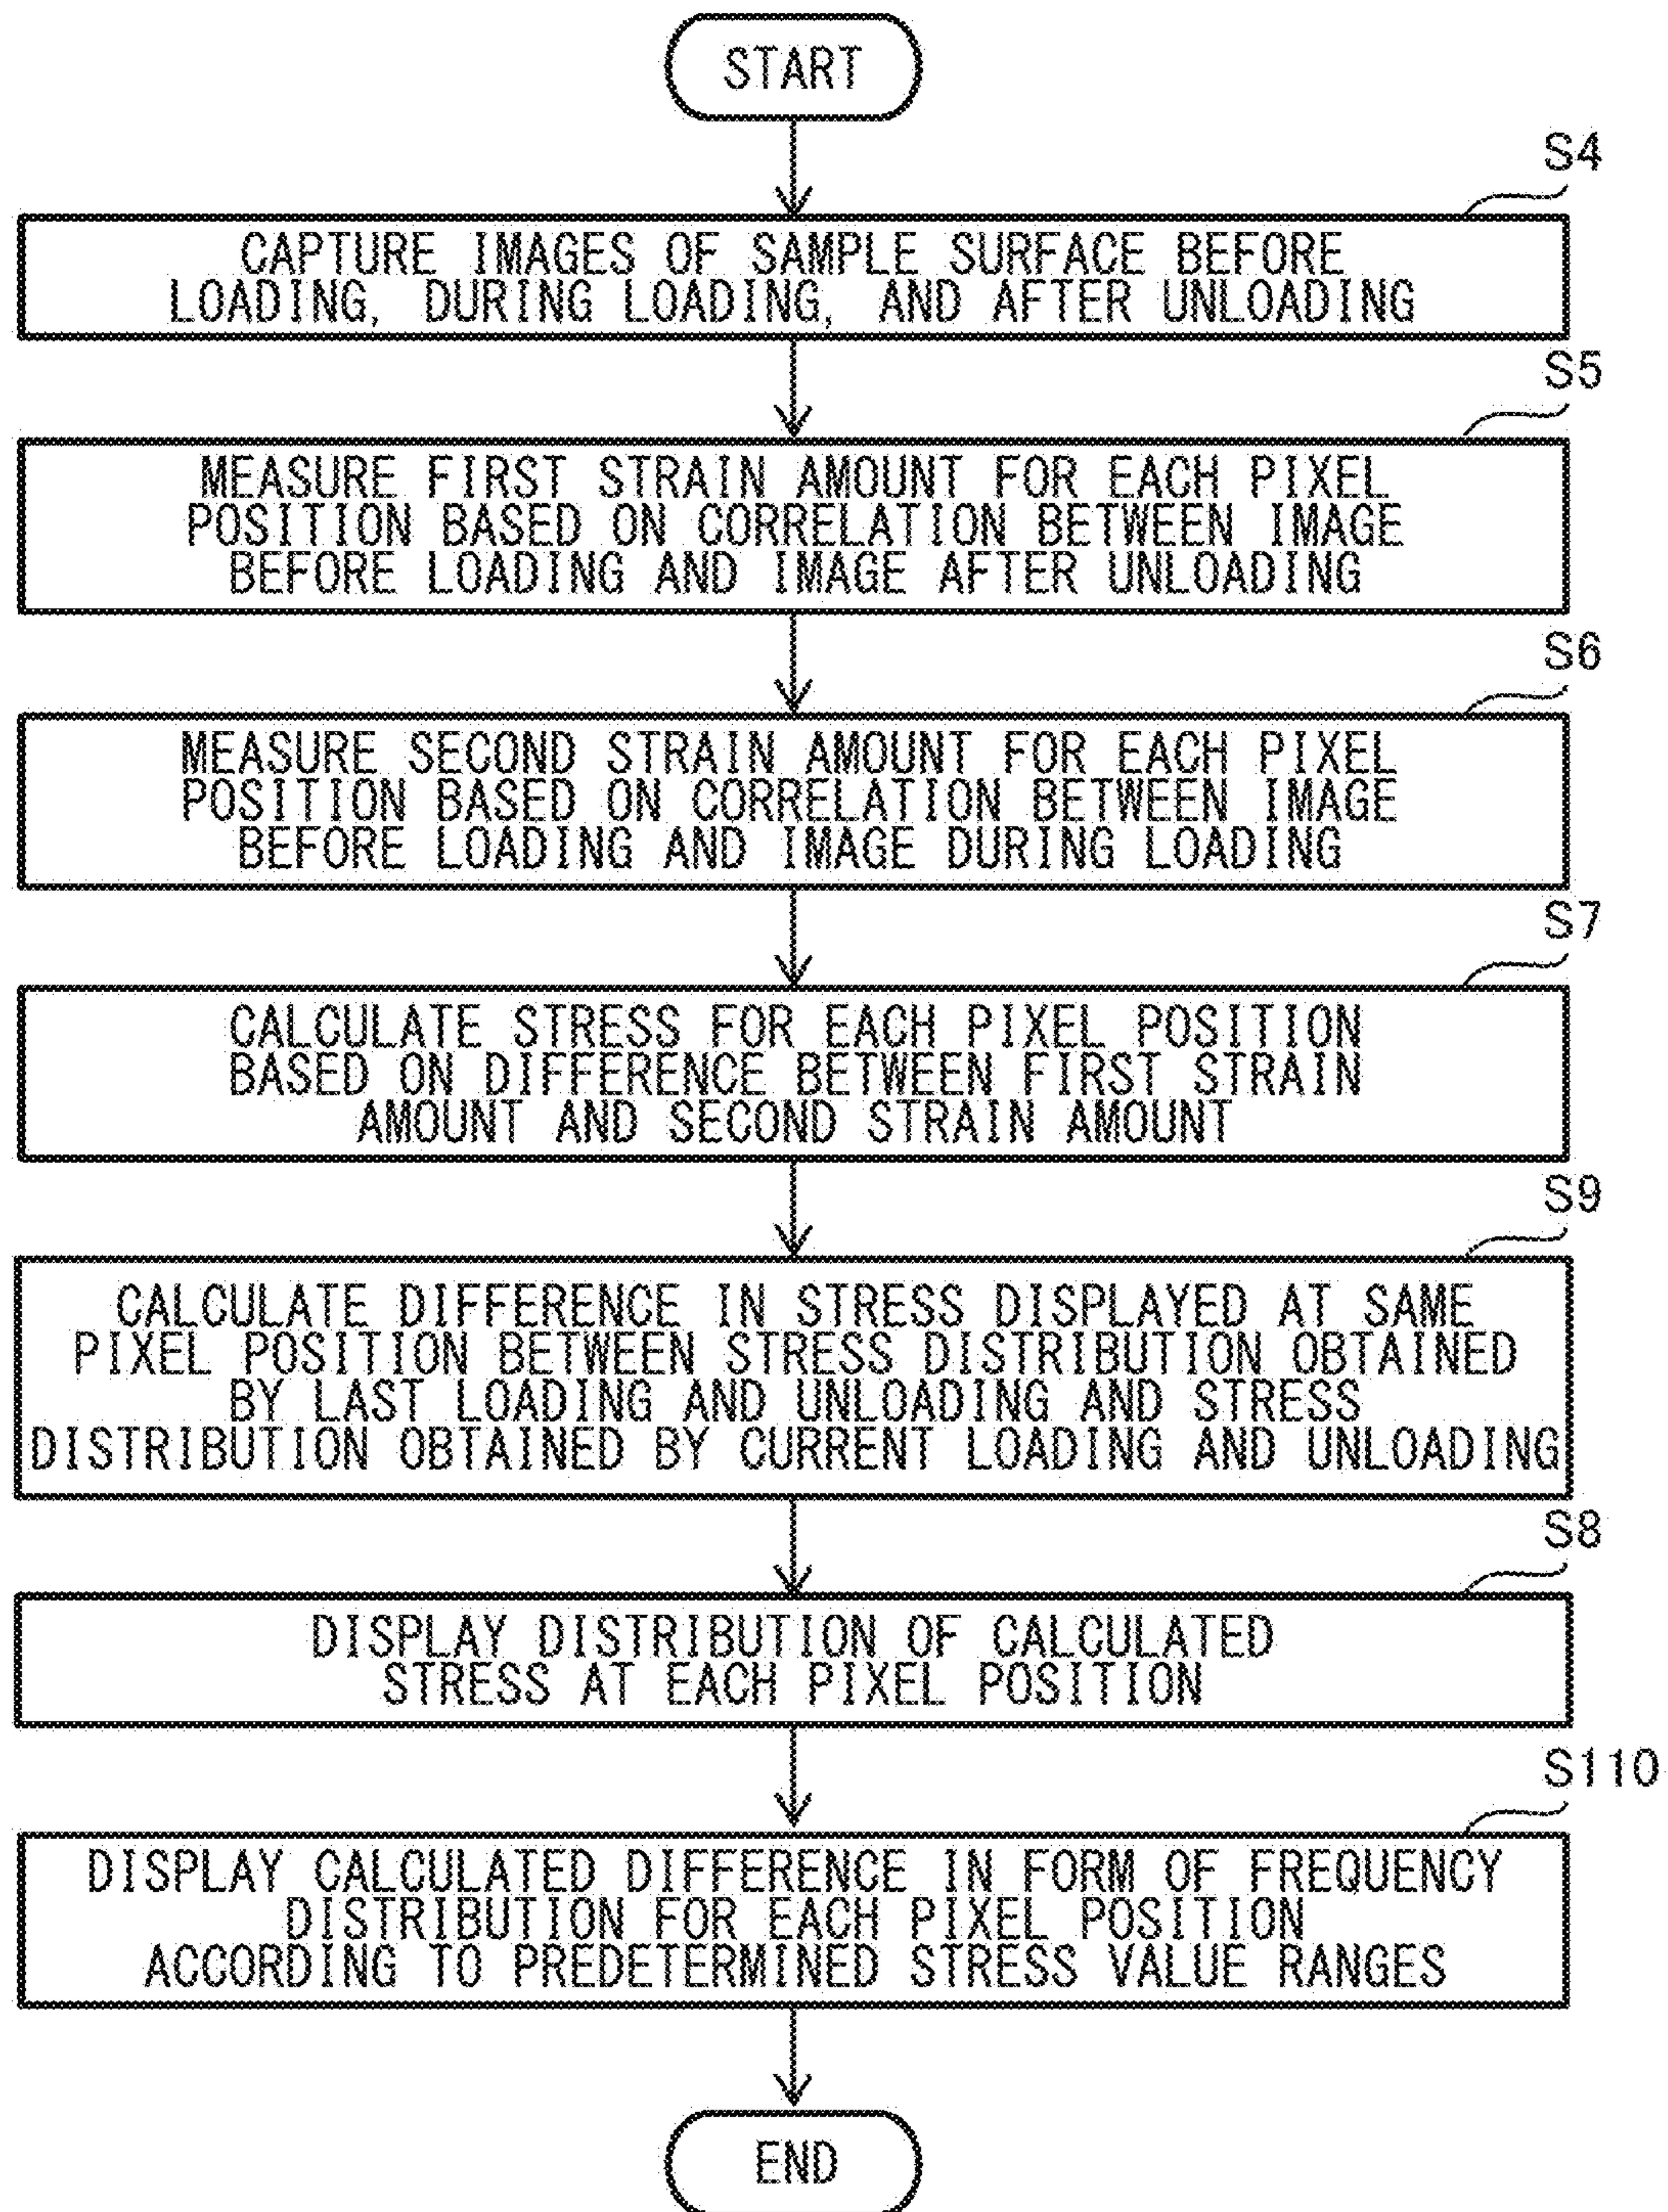 START
S4
CAPTURE IMAGES OF SAMPLE SURFACE BEFORE
LOADING, DURING LOADING, AND AFTER UNLOADING
S5
MEASURE FIRST STRAIN AMOUNT FOR EACH PIXEL
POSITION BASED ON CORRELATION BETWEEN IMAGE
BEFORE LOADING AND IMAGE AFTER UNLOADING
S6
MEASURE SECOND STRAIN AMOUNT FOR EACH PIXEL
POSITION BASED ON CORRELATION BETWEEN IMAGE
BEFORE LOADING AND IMAGE DURING LOADING
S7
CALCULATE STRESS FOR EACH PIXEL POSITION
BASED ON DIFFERENCE BETWEEN FIRST STRAIN
AMOUNT AND SECOND STRAIN AMOUNT
S9
CALCULATE DIFFERENCE IN STRESS DISPLAYED AT SAME
PIXEL POSITION BETWEEN STRESS DISTRIBUTION OBTAINED
BY LAST LOADING AND UNLOADING AND STRESS
DISTRIBUTION OBTAINED BY CURRENT LOADING AND UNLOADING
S8
DISPLAY DISTRIBUTION OF CALCULATED
STRESS AT EACH PIXEL POSITION
S110
DISPLAY CALCULATED DIFFERENCE IN FORM OF FREQUENCY
DISTRIBUTION FOR EACH PIXEL POSITION
ACCORDING TO PREDETERMINED STRESS VALUE RANGES
END